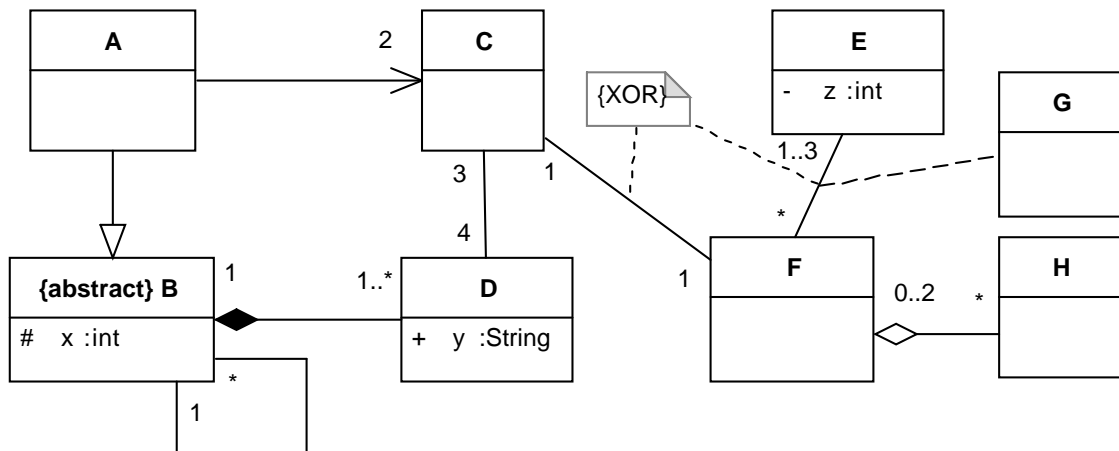 A
2
C
{XOR}
E
- z :int
G
1..3
1
3
*
4
1
{abstract} B
# x :int
1
1..*
D
+ y :String
F
0..2
*
H
*
1